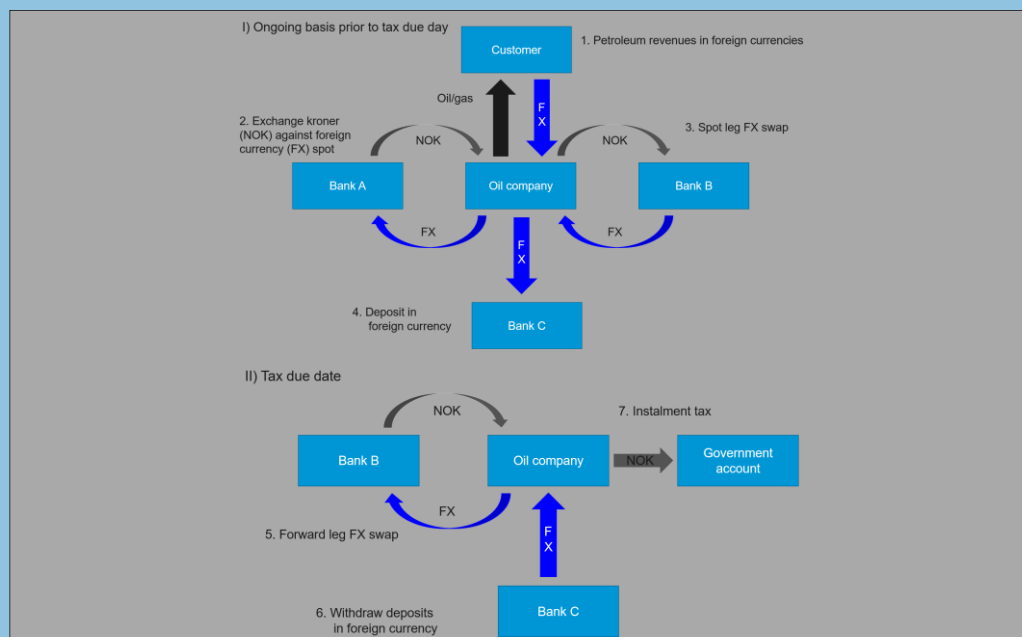 I) Ongoing basis prior to tax due day
Customer
1. Petroleum revenues in foreign currencies
Oil/gas
F
X
2. Exchange kroner
(NOK) against foreign
currency (FX) spot
NOK
NOK
3. Spot leg FX swap
Bank A
Oil company
Bank B
FX
F
X
FX
4. Deposit in
foreign currency
Bank C
II) Tax due date
NOK
7. Instalment tax
Bank B
Oil company
NOK
Government
account
FX
5. Forward leg FX swap
F
X
6. Withdraw deposits
in foreign currency
Bank C